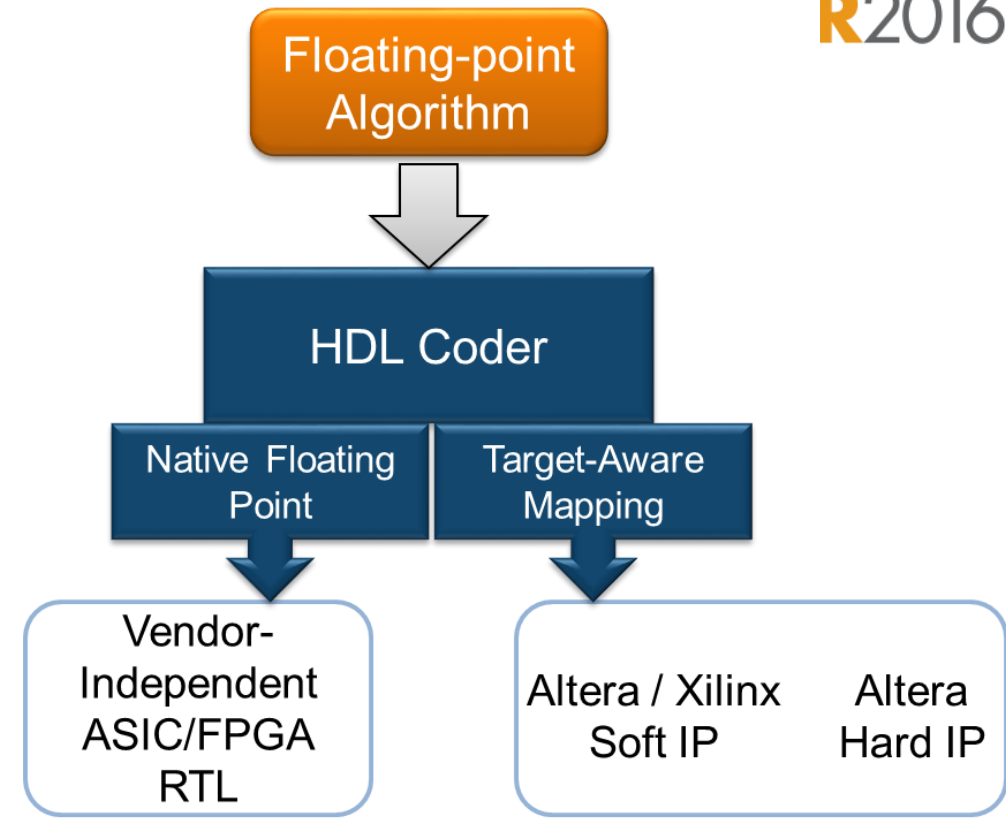 R2016
Floating-point
Algorithm
HDL Coder
Native Floating
Point
Target-Aware
Mapping
Vendor-
Independent
ASIC/FPGA
RTL
Altera / Xilinx
Soft IP
Altera
Hard IP